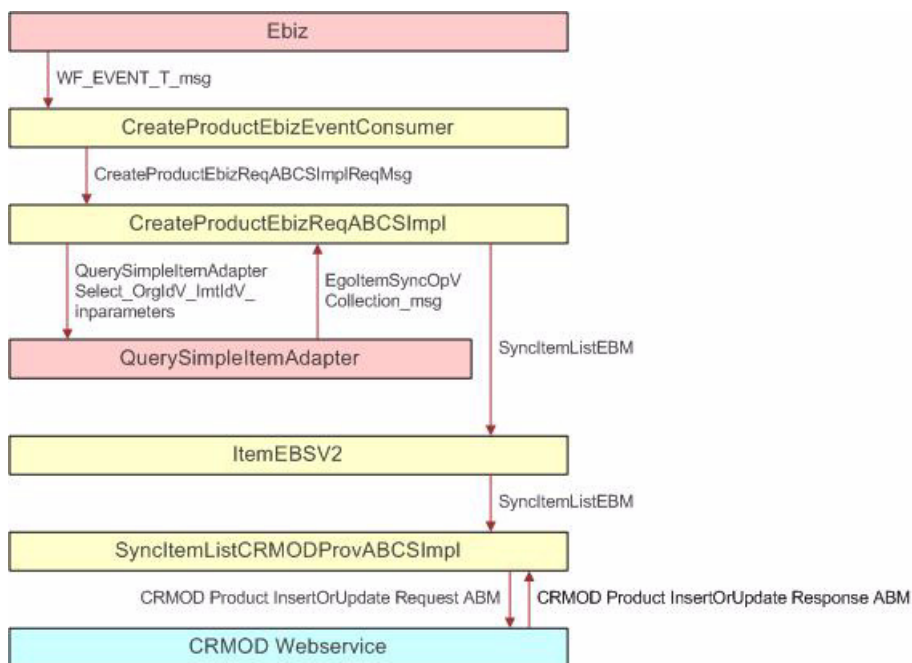 Ebiz
WF_EVENT_T_msg
CreateProductEbizEventConsumer
CreateProductEbizReqABCSImplReqMsg
CreateProductEbizReqABCSImpl
QuerySimpleItemAdapter
Select_OrgIdV_ImtIdV_
inparameters
EgoItemSyncOpV
Collection_msg
SyncItemListEBM
QuerySimpleItemAdapter
ItemEBSV2
SyncItemListEBM
SyncItemListCRMODProvABCSImpl
CRMOD Product InsertOrUpdate Request ABM
CRMOD Product InsertOrUpdate Response ABM
CRMOD Webservice